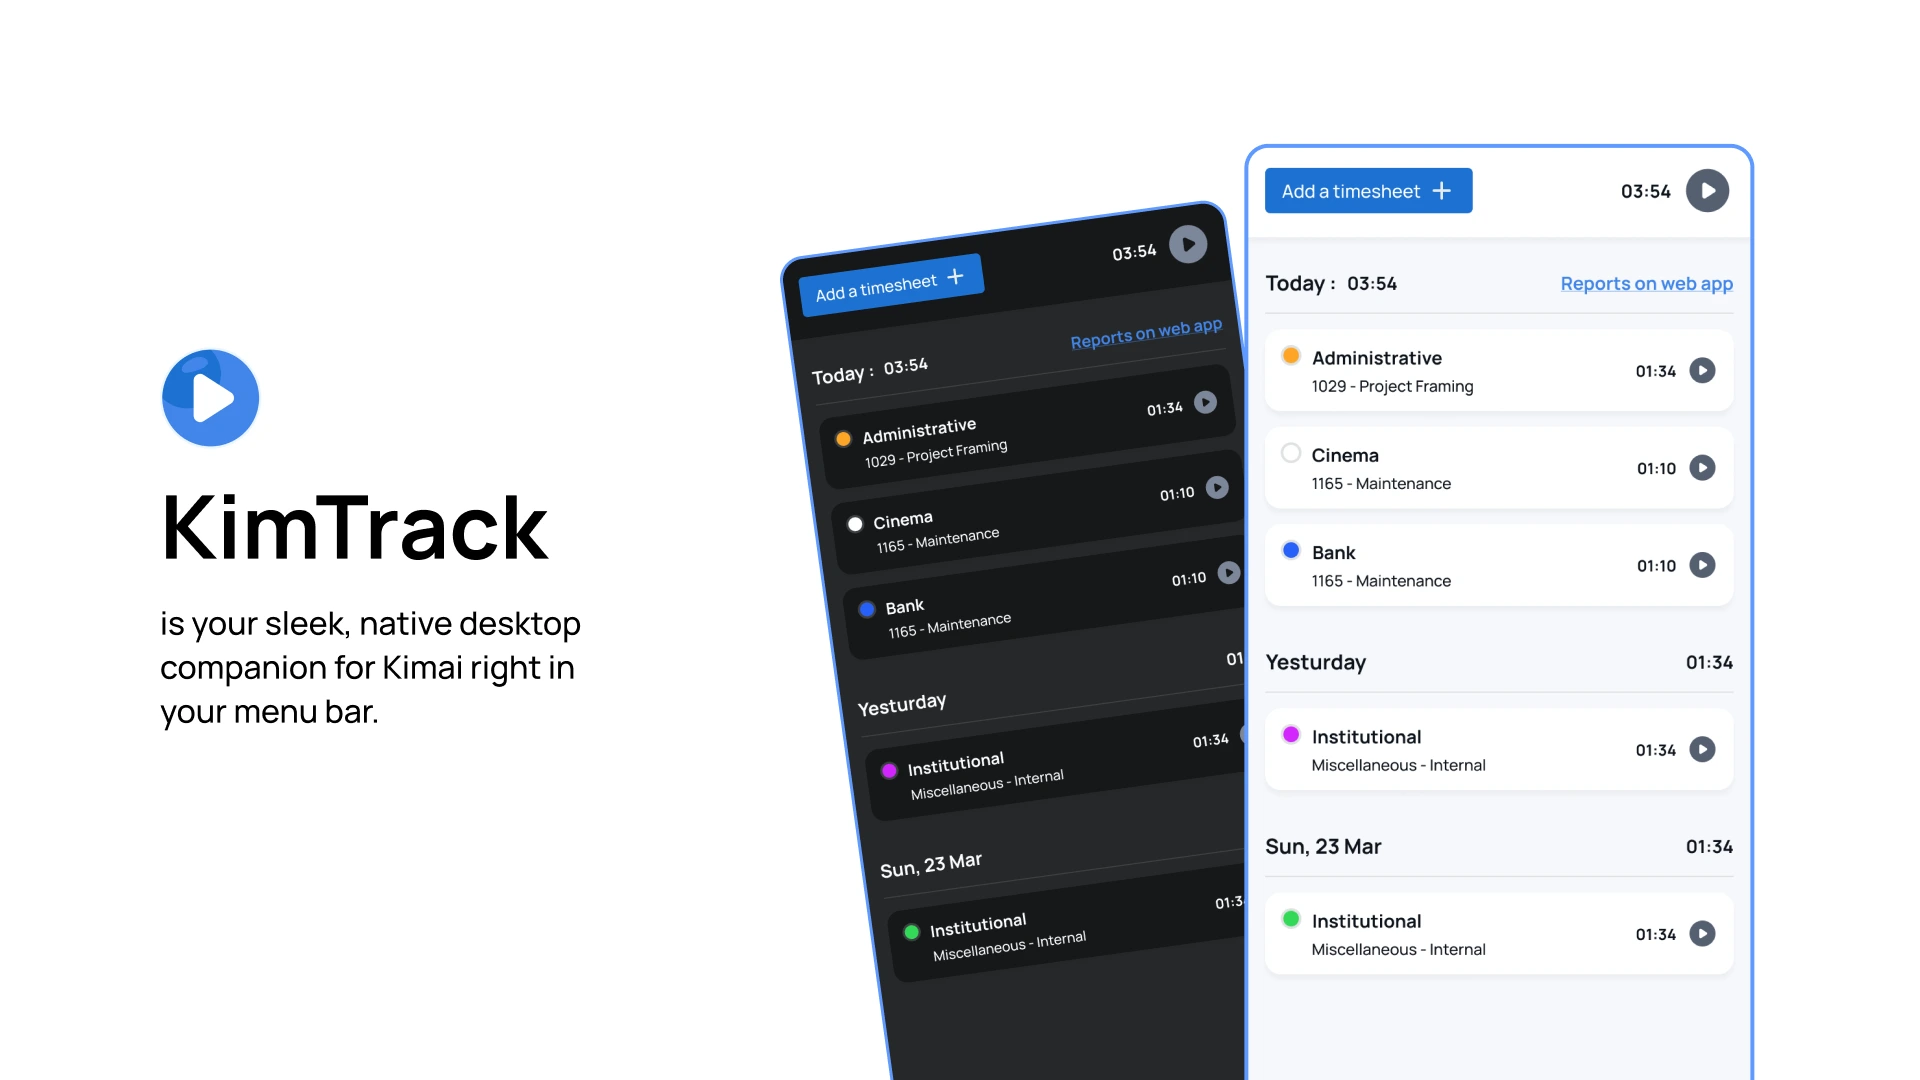 KimTrack
is your sleek, native desktop
companion for Kimai right in
your menu bar.
Add a timesheet +
03:54
Today : 03:54
Reports on web app
Administrative
1029 - Project Framing
01:34
Cinema
1165 - Maintenance
01:10
Bank
1165 - Maintenance
01:10
Yesturday
01
Institutional
Miscellaneous - Internal
01:34
Sun, 23 Mar
Institutional
Miscellaneous - Internal
01:3
Add a timesheet +
03:54
Today : 03:54
Reports on web app
Administrative
1029 - Project Framing
01:34
Cinema
1165 - Maintenance
01:10
Bank
1165 - Maintenance
01:10
Yesturday
01:34
Institutional
Miscellaneous - Internal
01:34
Sun, 23 Mar
01:34
Institutional
Miscellaneous - Internal
01:34